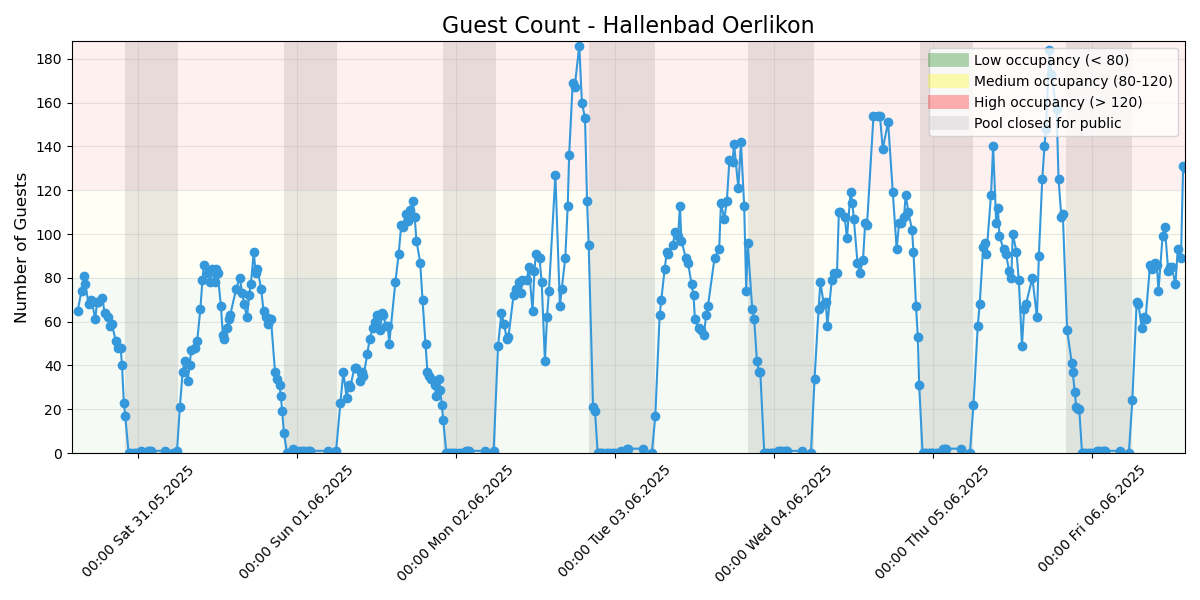 Guest Count - Hallenbad Oerlikon
Number of Guests
180
160
140
120
100
80
60
40
20
0
Low occupancy (< 80)
Medium occupancy (80-120)
High occupancy (> 120)
Pool closed for public
00:00 Sat 31.05.2025
00:00 Sun 01.06.2025
00:00 Mon 02.06.2025
00:00 Tue 03.06.2025
00:00 Wed 04.06.2025
00:00 Thu 05.06.2025
00:00 Fri 06.06.2025